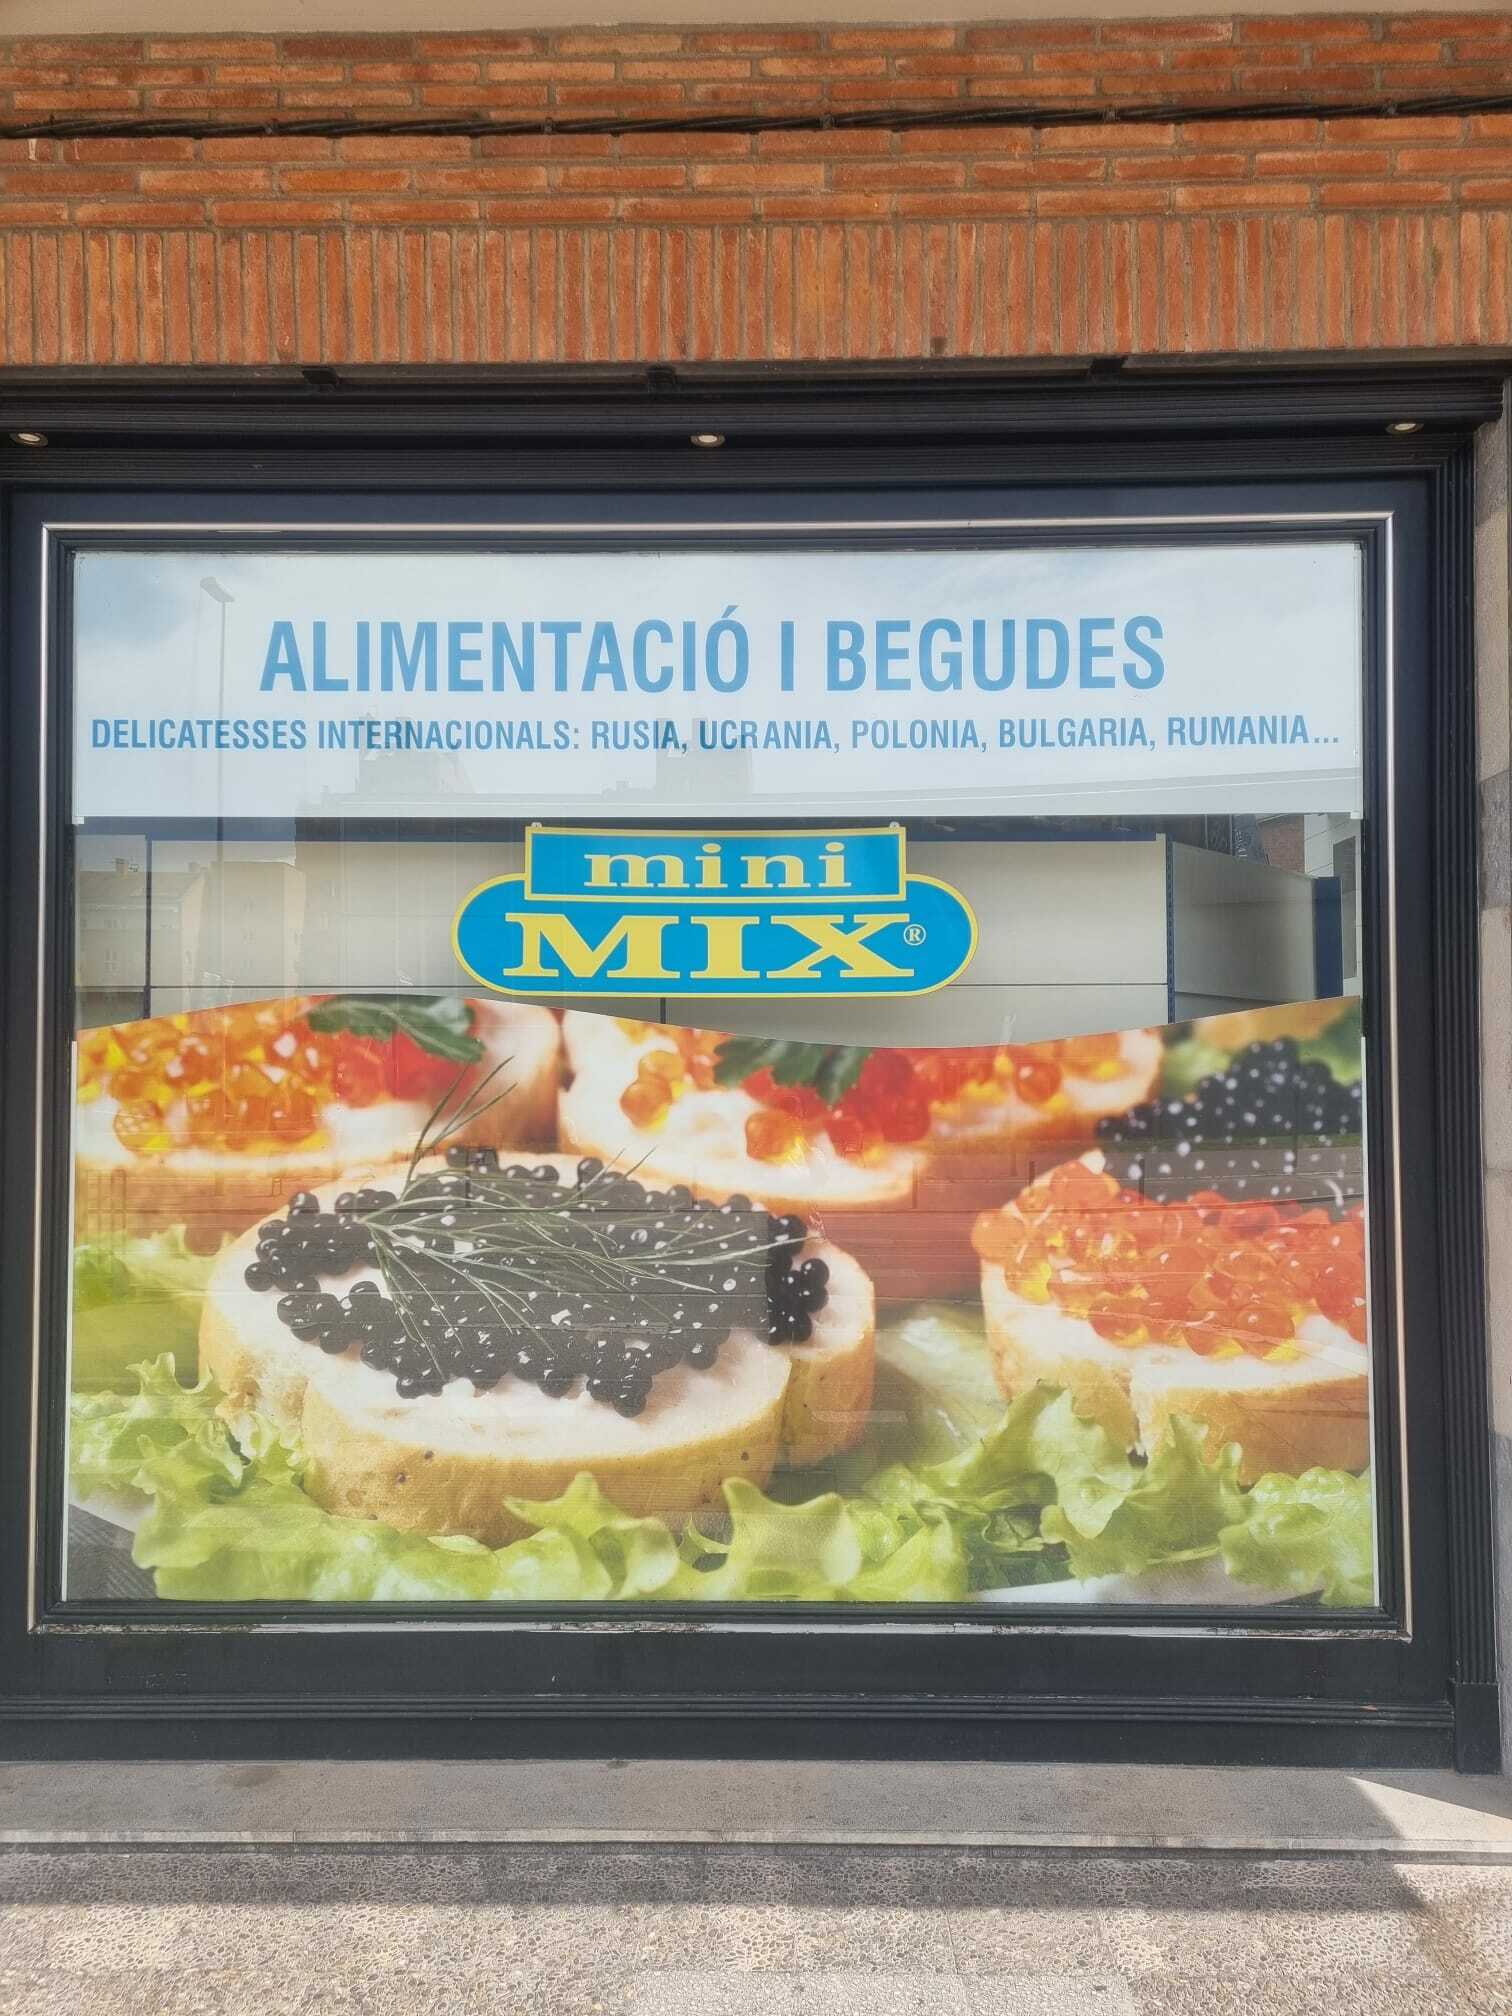 ALIMENTACIÓ I BEGUDES
DELICATESSES INTERNACIONALS: RUSIA, UCRANIA, POLONIA, BULGARIA, RUMANIA...
mini
MIX®